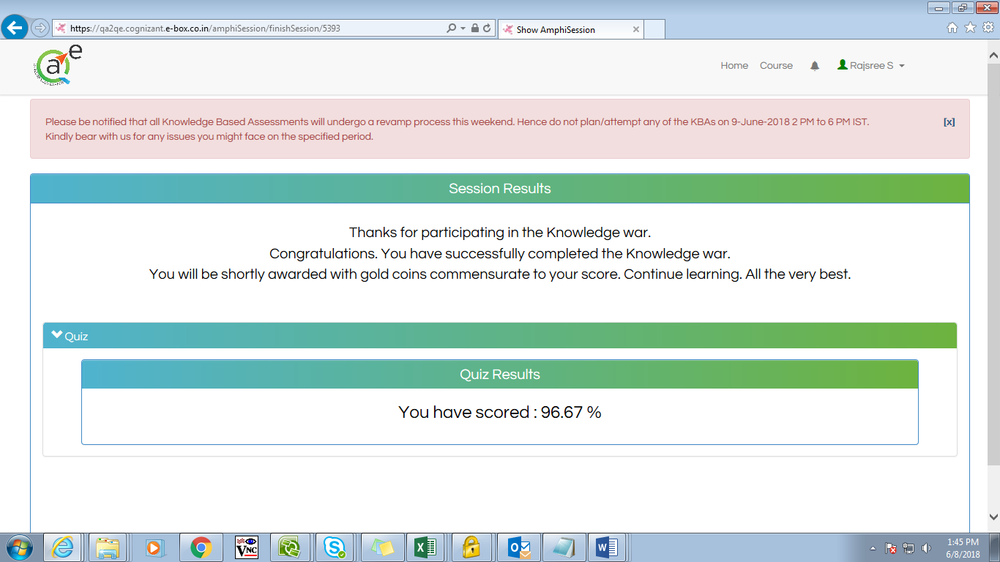 https://qa2qe.cognizant.e-box.co.in/amphiSession/finishSession/5393
Show AmphiSession
a e
Home Course Rajsree S
Please be notified that all Knowledge Based Assessments will undergo a revamp process this weekend. Hence do not plan/attempt any of the KBAs on 9-June-2018 2 PM to 6 PM IST.
[x]
Kindly bear with us for any issues you might face on the specified period.
Session Results
Thanks for participating in the Knowledge war.
Congratulations. You have successfully completed the Knowledge war.
You will be shortly awarded with gold coins commensurate to your score. Continue learning. All the very best.
Quiz
Quiz Results
You have scored : 96.67 %
VNC
1:45 PM
6/8/2018